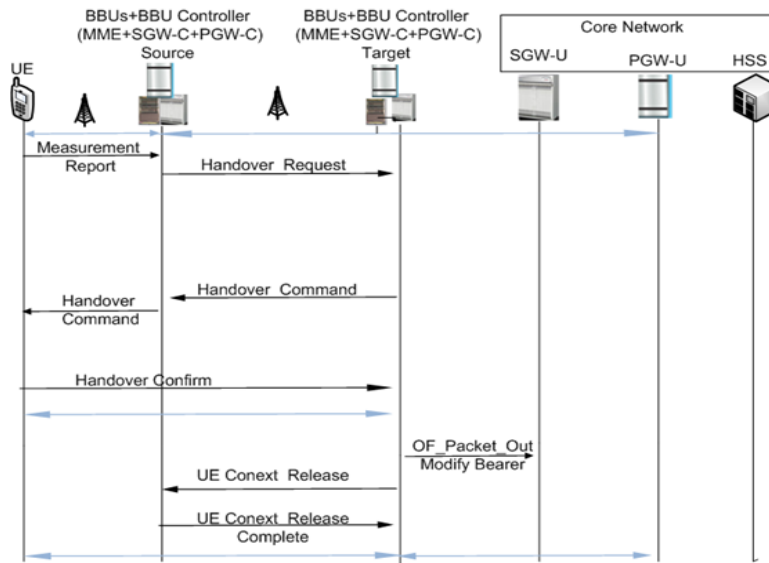 BBUs+BBU Controller
(MME+SGW-C+PGW-C)
Source
BBUs+BBU Controller
(MME+SGW-C+PGW-C)
Target
Core Network
UE
SGW-U
PGW-U
HSS
Measurement
Report
Handover Request
Handover Command
Handover
Command
Handover Confirm
OF_Packet_Out
Modify Bearer
UE Conext Release
UE Conext Release
Complete